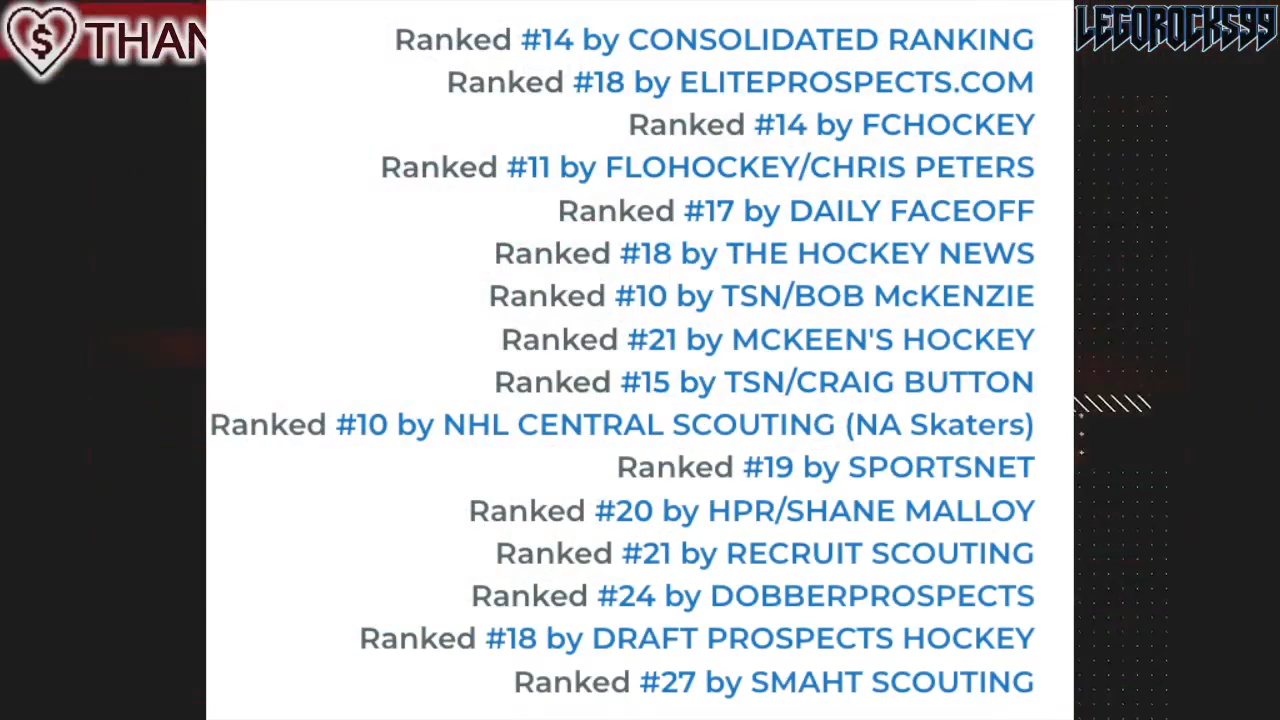 THAN
LEGOROCKS99
Ranked #14 by CONSOLIDATED RANKING
Ranked #18 by ELITEPROSPECTS.COM
Ranked #14 by FCHOCKEY
Ranked #11 by FLOHOCKEY/CHRIS PETERS
Ranked #17 by DAILY FACEOFF
Ranked #18 by THE HOCKEY NEWS
Ranked #10 by TSN/BOB McKENZIE
Ranked #21 by MCKEEN'S HOCKEY
Ranked #15 by TSN/CRAIG BUTTON
Ranked #10 by NHL CENTRAL SCOUTING (NA Skaters)
Ranked #19 by SPORTSNET
Ranked #20 by HPR/SHANE MALLOY
Ranked #21 by RECRUIT SCOUTING
Ranked #24 by DOBBERPROSPECTS
Ranked #18 by DRAFT PROSPECTS HOCKEY
Ranked #27 by SMAHT SCOUTING